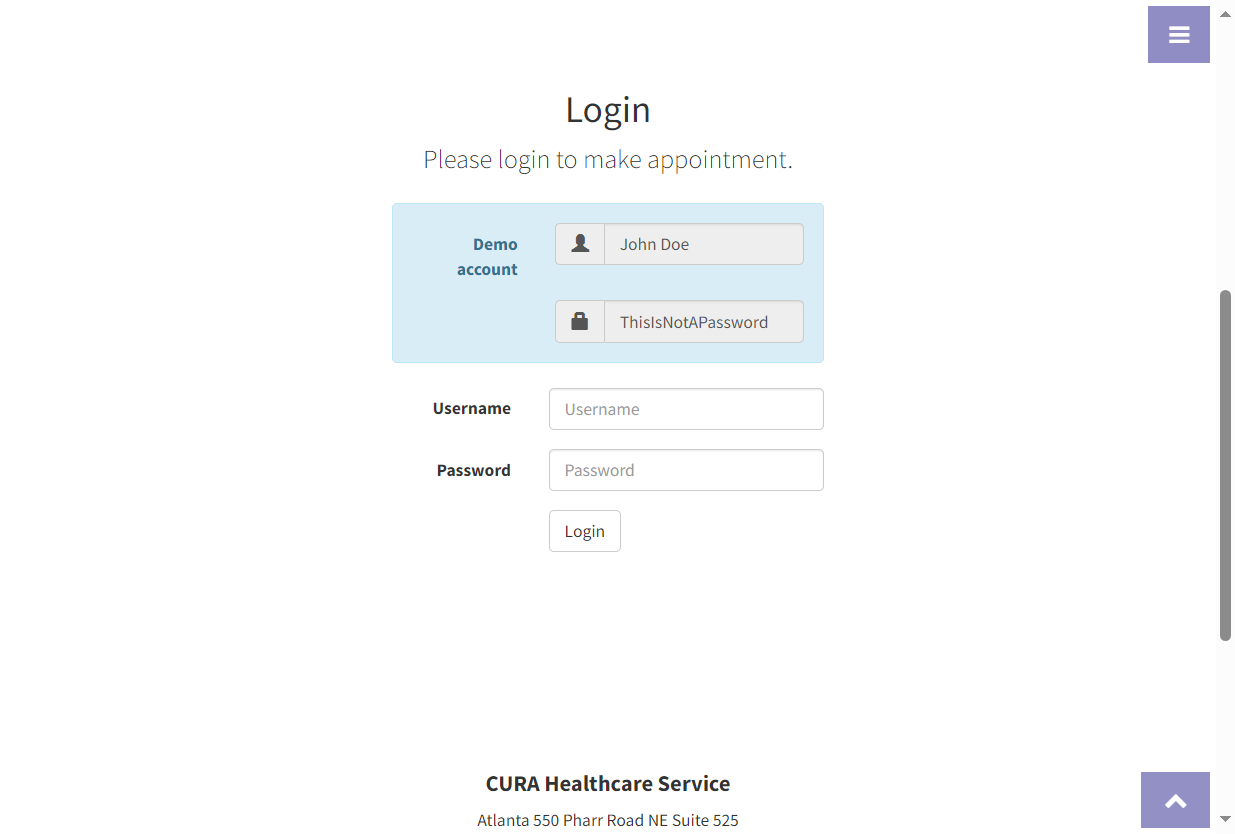 Login
Please login to make appointment.
Demo
account
John Doe
ThisIsNotAPassword
Username
Username
Password
Password
Login
CURA Healthcare Service
Atlanta 550 Pharr Road NE Suite 525